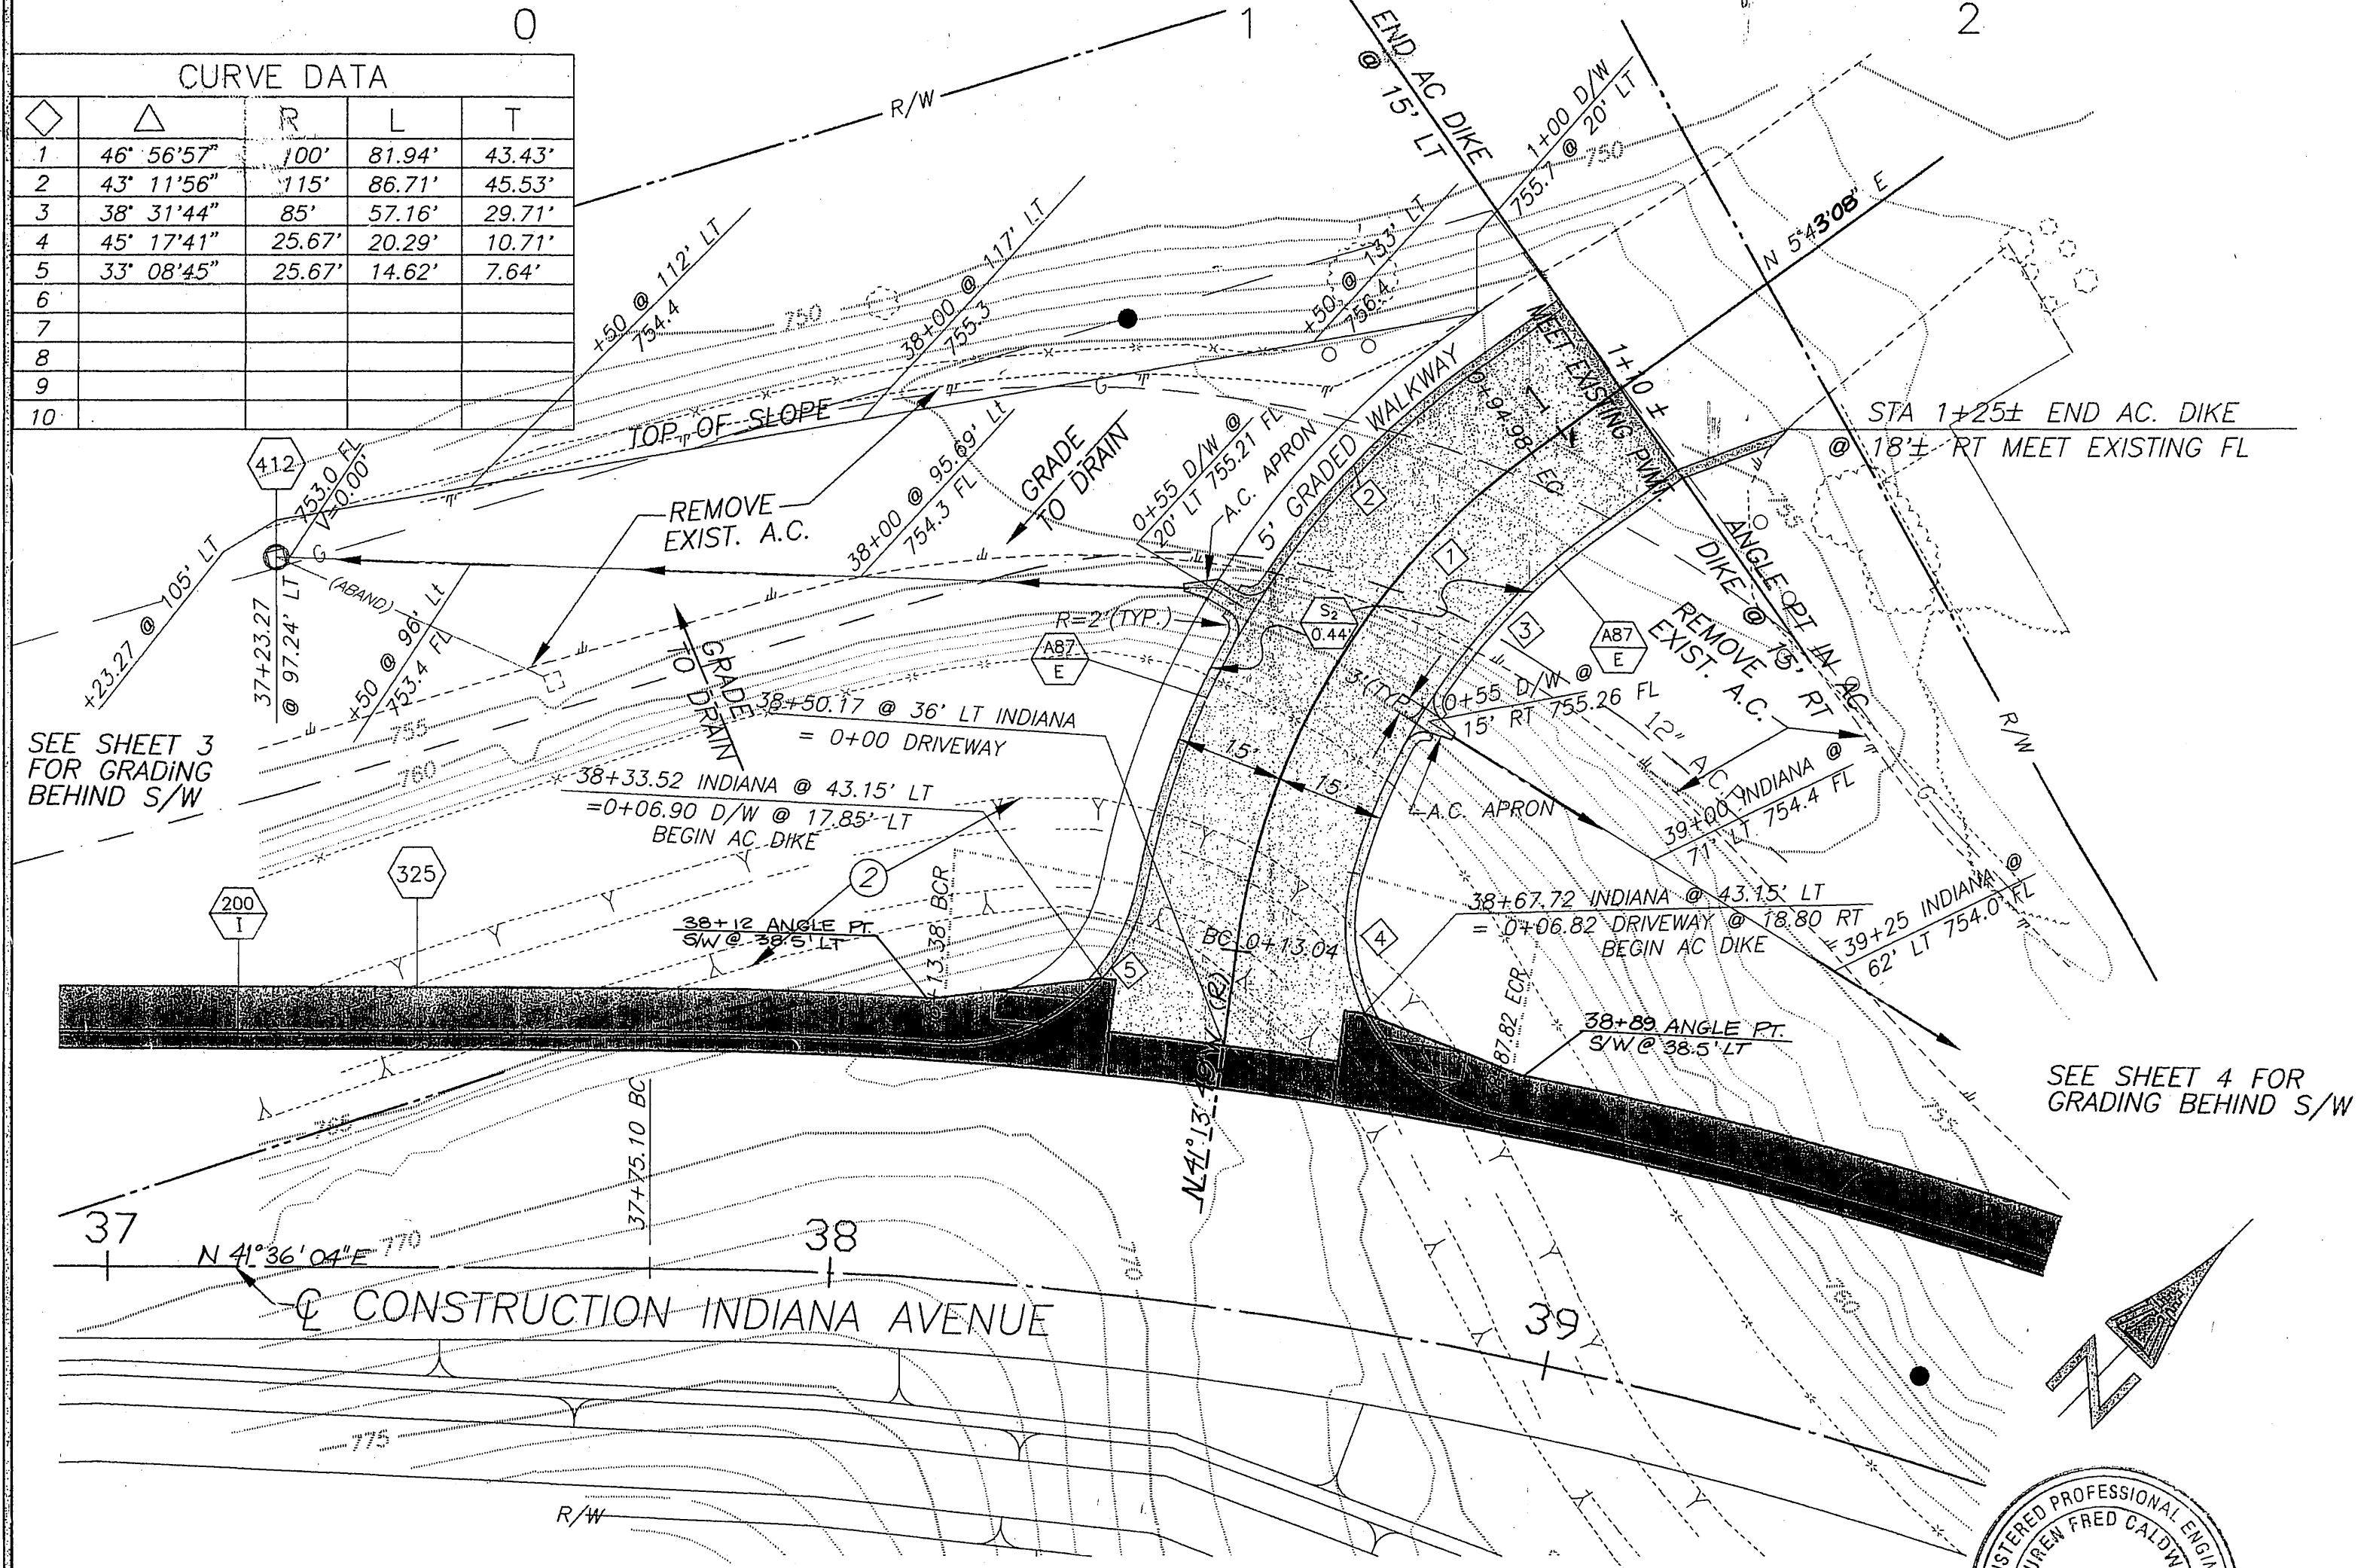 0
1
2
CURVE DATA
◇ △ R L T
1 46° 56'57" 100' 81.94' 43.43'
2 43° 11'56" 115' 86.71' 45.53'
3 38° 31'44" 85' 57.16' 29.71'
4 45° 17'41" 25.67' 20.29' 10.71'
5 33° 08'45" 25.67' 14.62' 7.64'
6
7
8
9
10
R/W
END AC DIKE
@ 15' LT
1+00 D/W
755.7 @ 20' LT
750
N 5°43'08" E
+50 @ 112' LT
754.4
750
38+00 @ 117' LT
755.3
+50' @ 133' LT
756.4
TOP OF SLOPE
G
MEET EXISTING PVMT.
1+10 ±
STA 1+25± END AC. DIKE
@ 18'± RT MEET EXISTING FL
412
753.0 FL
V=0.00'
G
REMOVE
EXIST. A.C.
38+00 @ 95.69' Lt
754.3 FL
GRADE
TO DRAIN
0+55 D/W @
20' LT 755.21 FL
A.C. APRON
5' GRADED WALKWAY
0+94.98 EC
1
2
1
755
ANGLE PT IN AC
DIKE @ 15' RT
+23.27 @ 105' LT
37+23.27
@ 97.24' LT
(ABAND)
+50 @ 96' Lt
753.4 FL
GRADE
TO DRAIN
R=2'(TYP.)
A87
E
S2
0.44'
3
A87
E
REMOVE
EXIST. A.C.
R/W
3'(TYP.)
0+55 D/W @
15' RT 755.26 FL
12" A.C.P.
SEE SHEET 3
FOR GRADING
BEHIND S/W
755
760
38+50.17 @ 36' LT INDIANA
= 0+00 DRIVEWAY
15'
15'
38+33.52 INDIANA @ 43.15' LT
=0+06.90 D/W @ 17.85' LT
BEGIN AC DIKE
A.C. APRON
39+00 INDIANA @
77' LT 754.4 FL
G
200
I
325
2
38+12 ANGLE PT.
S/W @ 38.5' LT
13.38 BCR
5
BC 0+13.04
4
38+67.72 INDIANA @ 43.15' LT
= 0+06.82 DRIVEWAY @ 18.80 RT
BEGIN AC DIKE
39+25 INDIANA @
62' LT 754.0' FL
87.82 ECR
38+89 ANGLE PT.
S/W @ 38.5' LT
SEE SHEET 4 FOR
GRADING BEHIND S/W
765
37+75.10 BC
755
37
38
770
770
N 41°36'04"E
39
760
℄ CONSTRUCTION INDIANA AVENUE
N
775
R/W